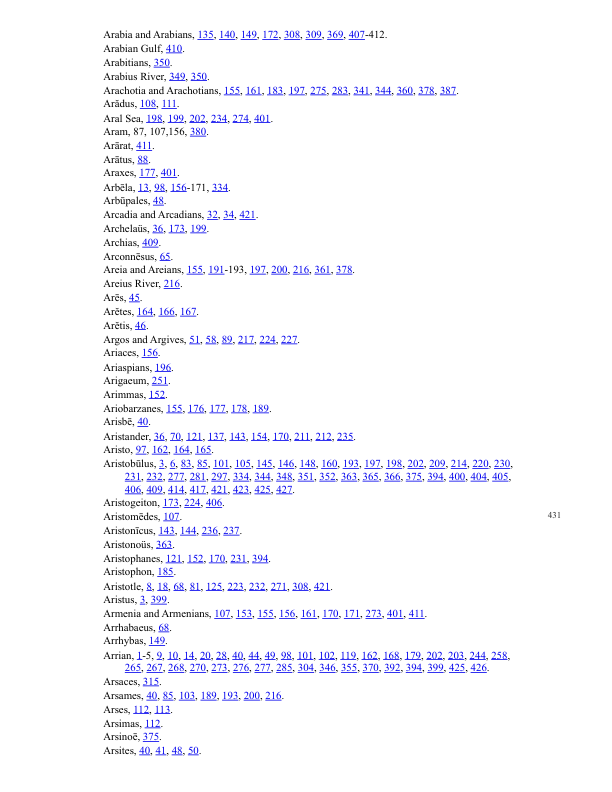 Arabia and Arabians, 135, 140, 149, 172, 308, 309, 369, 407-412.
Arabian Gulf, 410.
Arabitians, 350.
Arabius River, 349, 350.
Arachotia and Arachotians, 155, 161, 183, 197, 275, 283, 341, 344, 360, 378, 387.
Arădus, 108, 111.
Aral Sea, 198, 199, 202, 234, 274, 401.
Aram, 87, 107,156, 380.
Arārat, 411.
Arātus, 88.
Araxes, 177, 401.
Arbēla, 13, 98, 156-171, 334.
Arbūpales, 48.
Arcadia and Arcadians, 32, 34, 421.
Archelaüs, 36, 173, 199.
Archias, 409.
Arconnēsus, 65.
Areia and Areians, 155, 191-193, 197, 200, 216, 361, 378.
Areius River, 216.
Arēs, 45.
Arētes, 164, 166, 167.
Arētis, 46.
Argos and Argives, 51, 58, 89, 217, 224, 227.
Ariaces, 156.
Ariaspians, 196.
Arigaeum, 251.
Arimmas, 152.
Ariobarzanes, 155, 176, 177, 178, 189.
Arisbē, 40.
Aristander, 36, 70, 121, 137, 143, 154, 170, 211, 212, 235.
Aristo, 97, 162, 164, 165.
Aristobūlus, 3, 6, 83, 85, 101, 105, 145, 146, 148, 160, 193, 197, 198, 202, 209, 214, 220, 230,
231, 232, 277, 281, 297, 334, 344, 348, 351, 352, 363, 365, 366, 375, 394, 400, 404, 405,
406, 409, 414, 417, 421, 423, 425, 427.
Aristogeiton, 173, 224, 406.
Aristomēdes, 107.
431
Aristonīcus, 143, 144, 236, 237.
Aristonoüs, 363.
Aristophanes, 121, 152, 170, 231, 394.
Aristophon, 185.
Aristotle, 8, 18, 68, 81, 125, 223, 232, 271, 308, 421.
Aristus, 3, 399.
Armenia and Armenians, 107, 153, 155, 156, 161, 170, 171, 273, 401, 411.
Arrhabaeus, 68.
Arrhybas, 149.
Arrian, 1-5, 9, 10, 14, 20, 28, 40, 44, 49, 98, 101, 102, 119, 162, 168, 179, 202, 203, 244, 258,
265, 267, 268, 270, 273, 276, 277, 285, 304, 346, 355, 370, 392, 394, 399, 425, 426.
Arsaces, 315.
Arsames, 40, 85, 103, 189, 193, 200, 216.
Arses, 112, 113.
Arsimas, 112.
Arsinoē, 375.
Arsites, 40, 41, 48, 50.